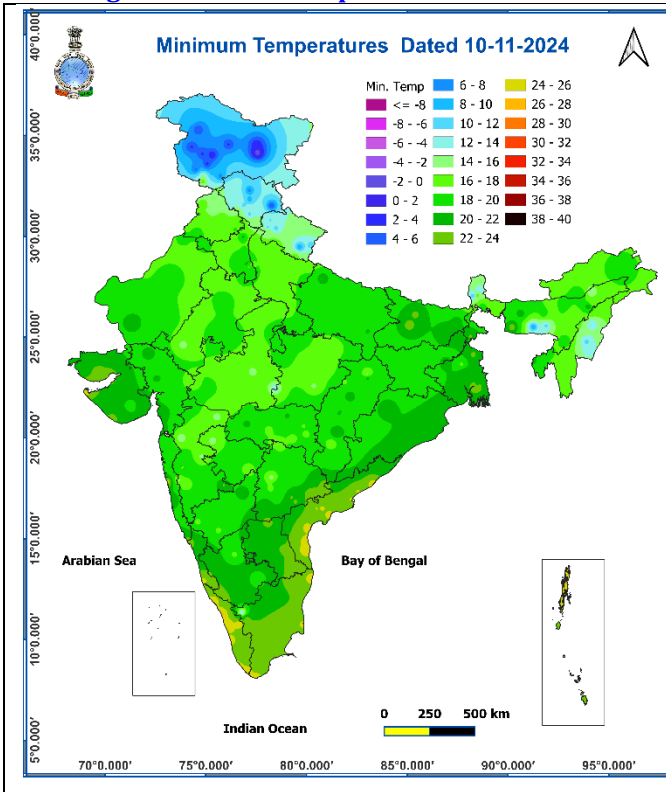 Minimum Temperatures Dated 10-11-2024
Min. Temp
<= -8
-8 - -6
-6 - -4
-4 - -2
-2 - 0
0 - 2
2 - 4
4 - 6
6 - 8
8 - 10
10 - 12
12 - 14
14 - 16
16 - 18
18 - 20
20 - 22
22 - 24
24 - 26
26 - 28
28 - 30
30 - 32
32 - 34
34 - 36
36 - 38
38 - 40
40°0.000'
35°0.000'
30°0.000'
25°0.000'
20°0.000'
15°0.000'
10°0.000'
5°0.000'
Arabian Sea
Bay of Bengal
Indian Ocean
0 250 500 km
70°0.000' 75°0.000' 80°0.000' 85°0.000' 90°0.000' 95°0.000'